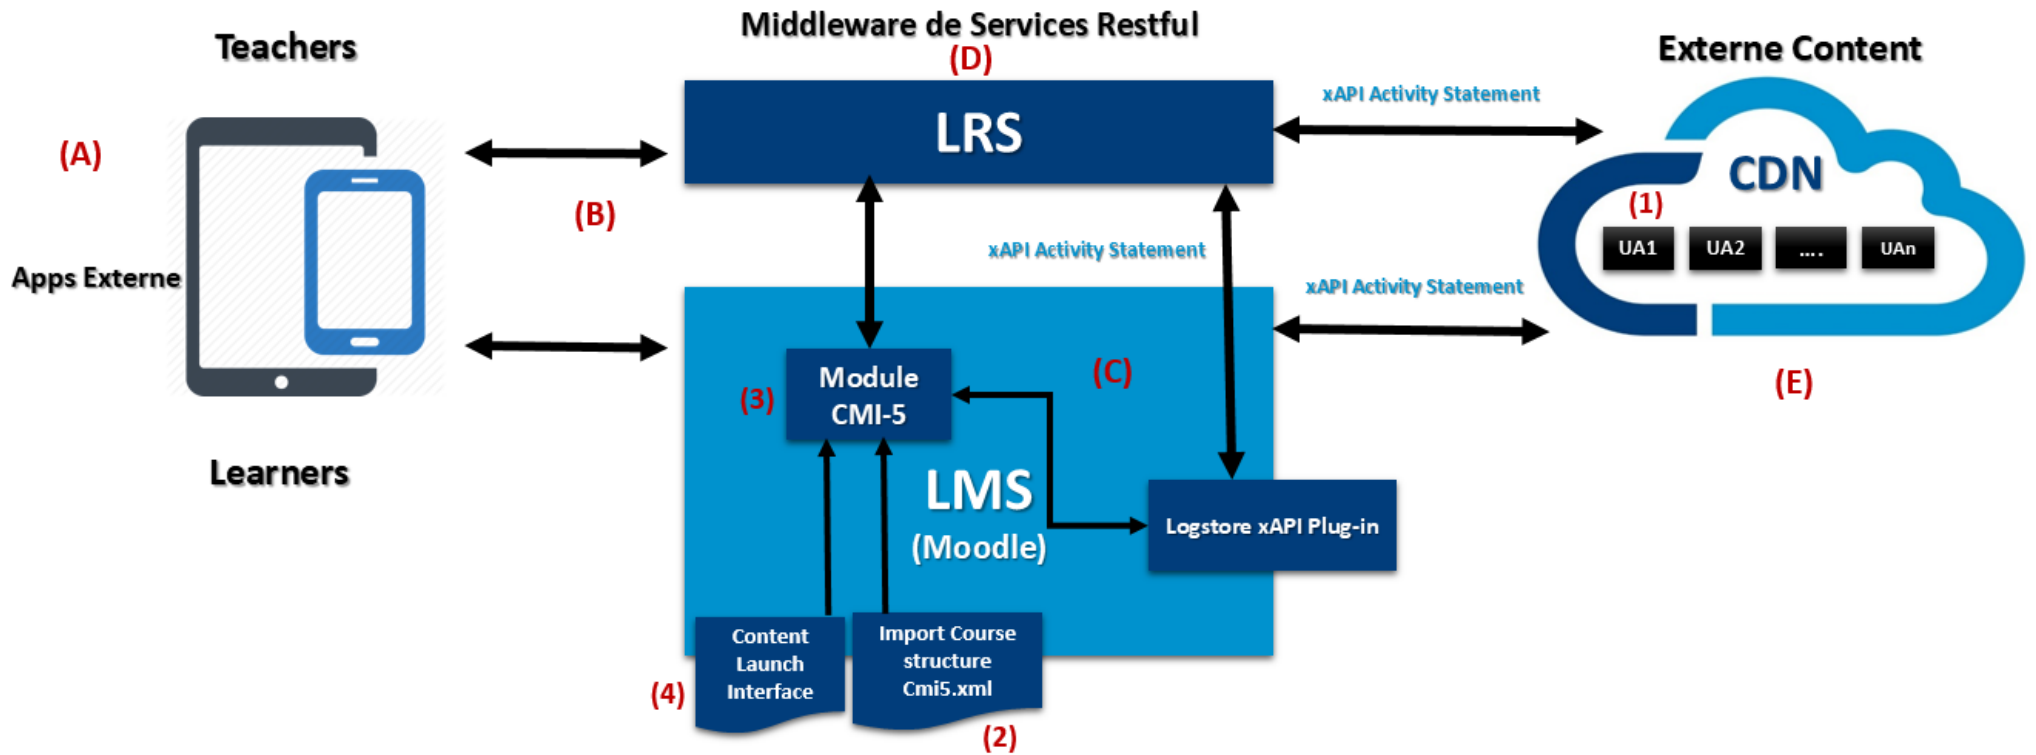 Middleware de Services Restful
(D)
Teachers
Externe Content
LRS
xAPI Activity Statement
CDN
(A)
(B)
(1)
UA1
UA2
....
UAn
xAPI Activity Statement
xAPI Activity Statement
Apps Externe
(C)
(E)
(3)
Module
CMI-5
Learners
LMS
(Moodle)
Logstore xAPI Plug-in
Content
Launch
Interface
(4)
Import Course
structure
Cmi5.xml
(2)